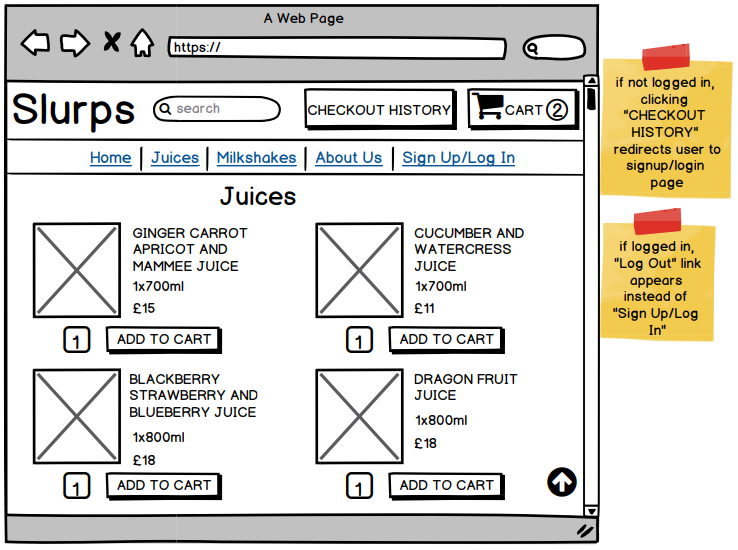 A Web Page
https://
Slurps
search
CHECKOUT HISTORY
CART 2
Home Juices Milkshakes About Us Sign Up/Log In
Juices
GINGER CARROT
APRICOT AND
MAMMEE JUICE
1x700ml
£15
1 ADD TO CART
CUCUMBER AND
WATERCRESS
JUICE
1x700ml
£11
1 ADD TO CART
BLACKBERRY
STRAWBERRY AND
BLUEBERRY JUICE
1x800ml
£18
1 ADD TO CART
DRAGON FRUIT
JUICE
1x800ml
£18
1 ADD TO CART
if not logged in,
clicking
"CHECKOUT
HISTORY"
redirects user to
signup/login
page
if logged in,
"Log Out" link
appears
instead of
"Sign Up/Log
In"